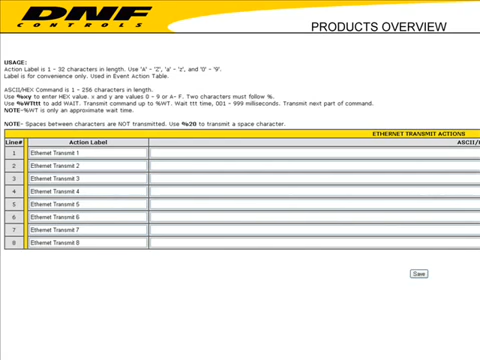 DNF
CONTROLS
PRODUCTS OVERVIEW
USAGE:
Action Label is 1 - 32 characters in length. Use 'A' - 'Z', 'a' - 'z', and '0' - '9'.
Label is for convenience only. Used in Event Action Table.
ASCII/HEX Command is 1 - 256 characters in length.
Use %xy to enter HEX value. x and y are values 0 - 9 or A- F. Two characters must follow %.
Use %WTttt to add WAIT. Transmit command up to %WT. Wait ttt time, 001 - 999 milliseconds. Transmit next part of command.
NOTE-%WT is only an approximate wait time.
NOTE- Spaces between characters are NOT transmitted. Use %20 to transmit a space character.
ETHERNET TRANSMIT ACTIONS
Line# Action Label ASCII/
1 Ethernet Transmit 1
2 Ethernet Transmit 2
3 Ethernet Transmit 3
4 Ethernet Transmit 4
5 Ethernet Transmit 5
6 Ethernet Transmit 6
7 Ethernet Transmit 7
8 Ethernet Transmit 8
Save